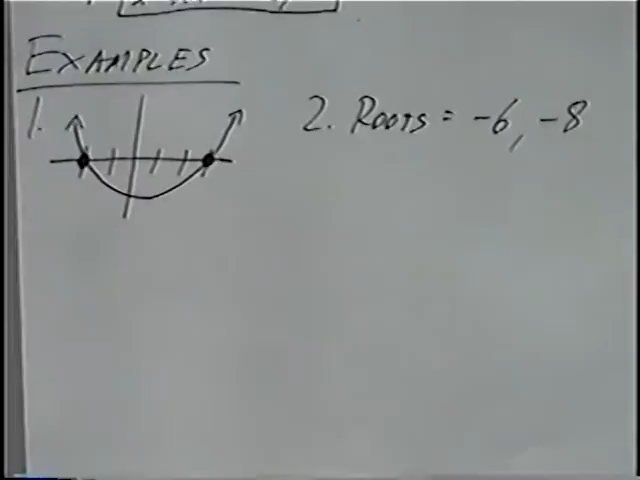 EXAMPLES
1.
2. ROOTS = -6, -8